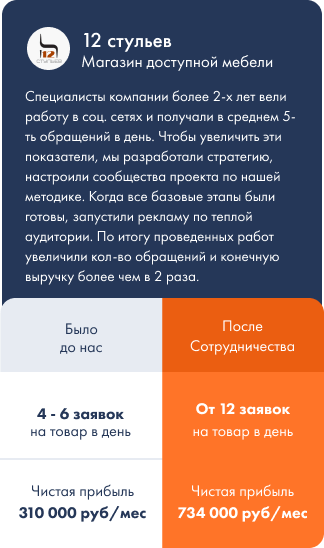 12 стульев
Магазин доступной мебели
12
СТУЛЬЕВ
Специалисты компании более 2-х лет вели
работу в соц. сетях и получали в среднем 5-
ть обращений в день. Чтобы увеличить эти
показатели, мы разработали стратегию,
настроили сообщества проекта по нашей
методике. Когда все базовые этапы были
готовы, запустили рекламу по теплой
аудитории. По итогу проведенных работ
увеличили кол-во обращений и конечную
выручку более чем в 2 раза.
Было
до нас
После
Сотрудничества
4 - 6 заявок
на товар в день
От 12 заявок
на товар в день
Чистая прибыль
310 000 руб/мес
Чистая прибыль
734 000 руб/мес